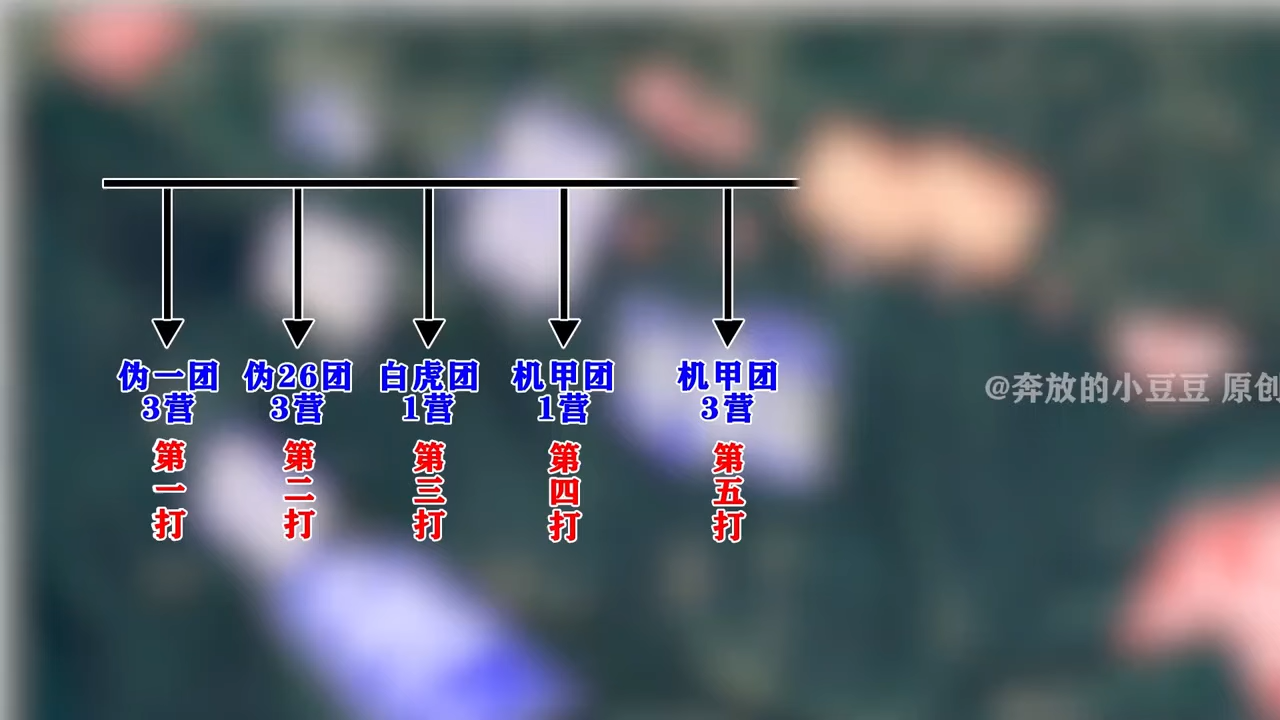 伪一团
3营
第一打
伪26团
3营
第二打
白虎团
1营
第三打
机甲团
1营
第四打
机甲团
3营
第五打
@奔放的小豆豆 原创